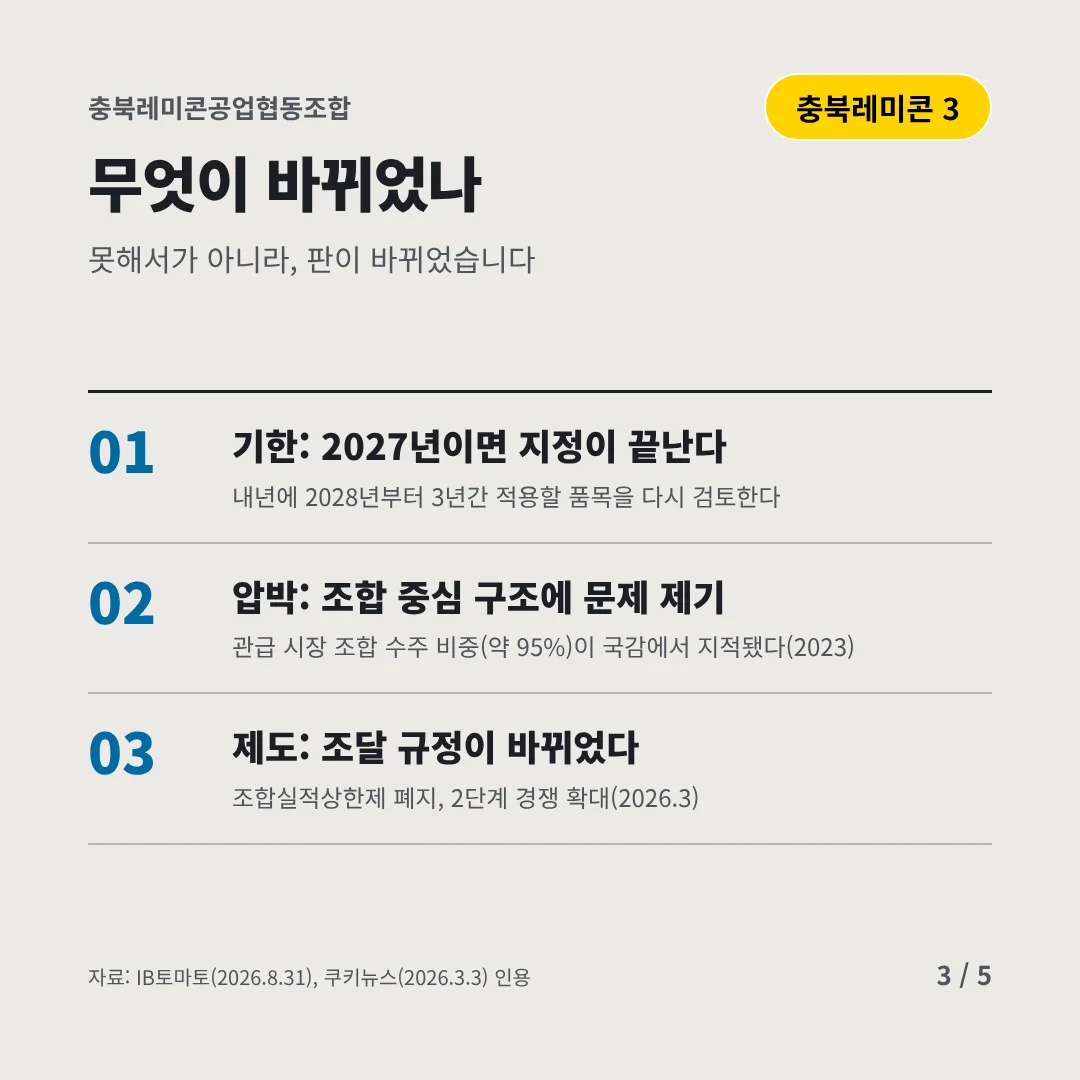 충북레미콘공업협동조합
충북레미콘 3
무엇이 바뀌었나
못해서가 아니라, 판이 바뀌었습니다
01
기한: 2027년이면 지정이 끝난다
내년에 2028년부터 3년간 적용할 품목을 다시 검토한다
02
압박: 조합 중심 구조에 문제 제기
관급 시장 조합 수주 비중(약 95%)이 국감에서 지적됐다(2023)
03
제도: 조달 규정이 바뀌었다
조합실적상한제 폐지, 2단계 경쟁 확대(2026.3)
자료: IB토마토(2026.8.31), 쿠키뉴스(2026.3.3) 인용
3 / 5